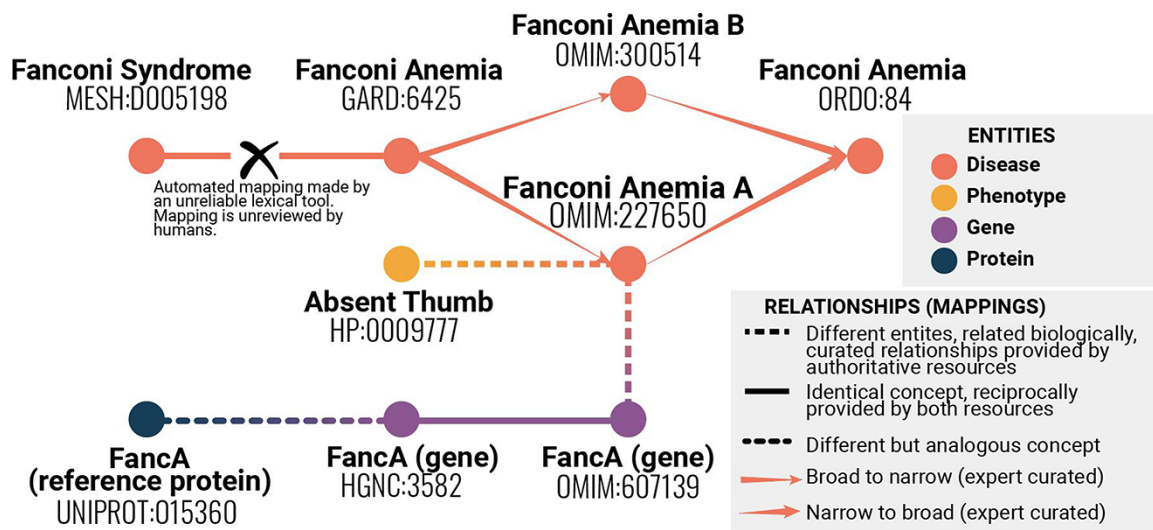 Fanconi Anemia B
OMIM:300514
Fanconi Syndrome
MESH:D005198
Fanconi Anemia
GARD:6425
Fanconi Anemia
ORDO:84
Automated mapping made by
an unreliable lexical tool.
Mapping is unreviewed by
humans.
Fanconi Anemia A
OMIM:227650
Absent Thumb
HP:0009777
FancA
(reference protein)
UNIPROT:015360
FancA (gene)
HGNC:3582
FancA (gene)
OMIM:607139
ENTITIES
Disease
Phenotype
Gene
Protein
RELATIONSHIPS (MAPPINGS)
Different entites, related biologically,
curated relationships provided by
authoritative resources
Identical concept, reciprocally
provided by both resources
Different but analogous concept
Broad to narrow (expert curated)
Narrow to broad (expert curated)